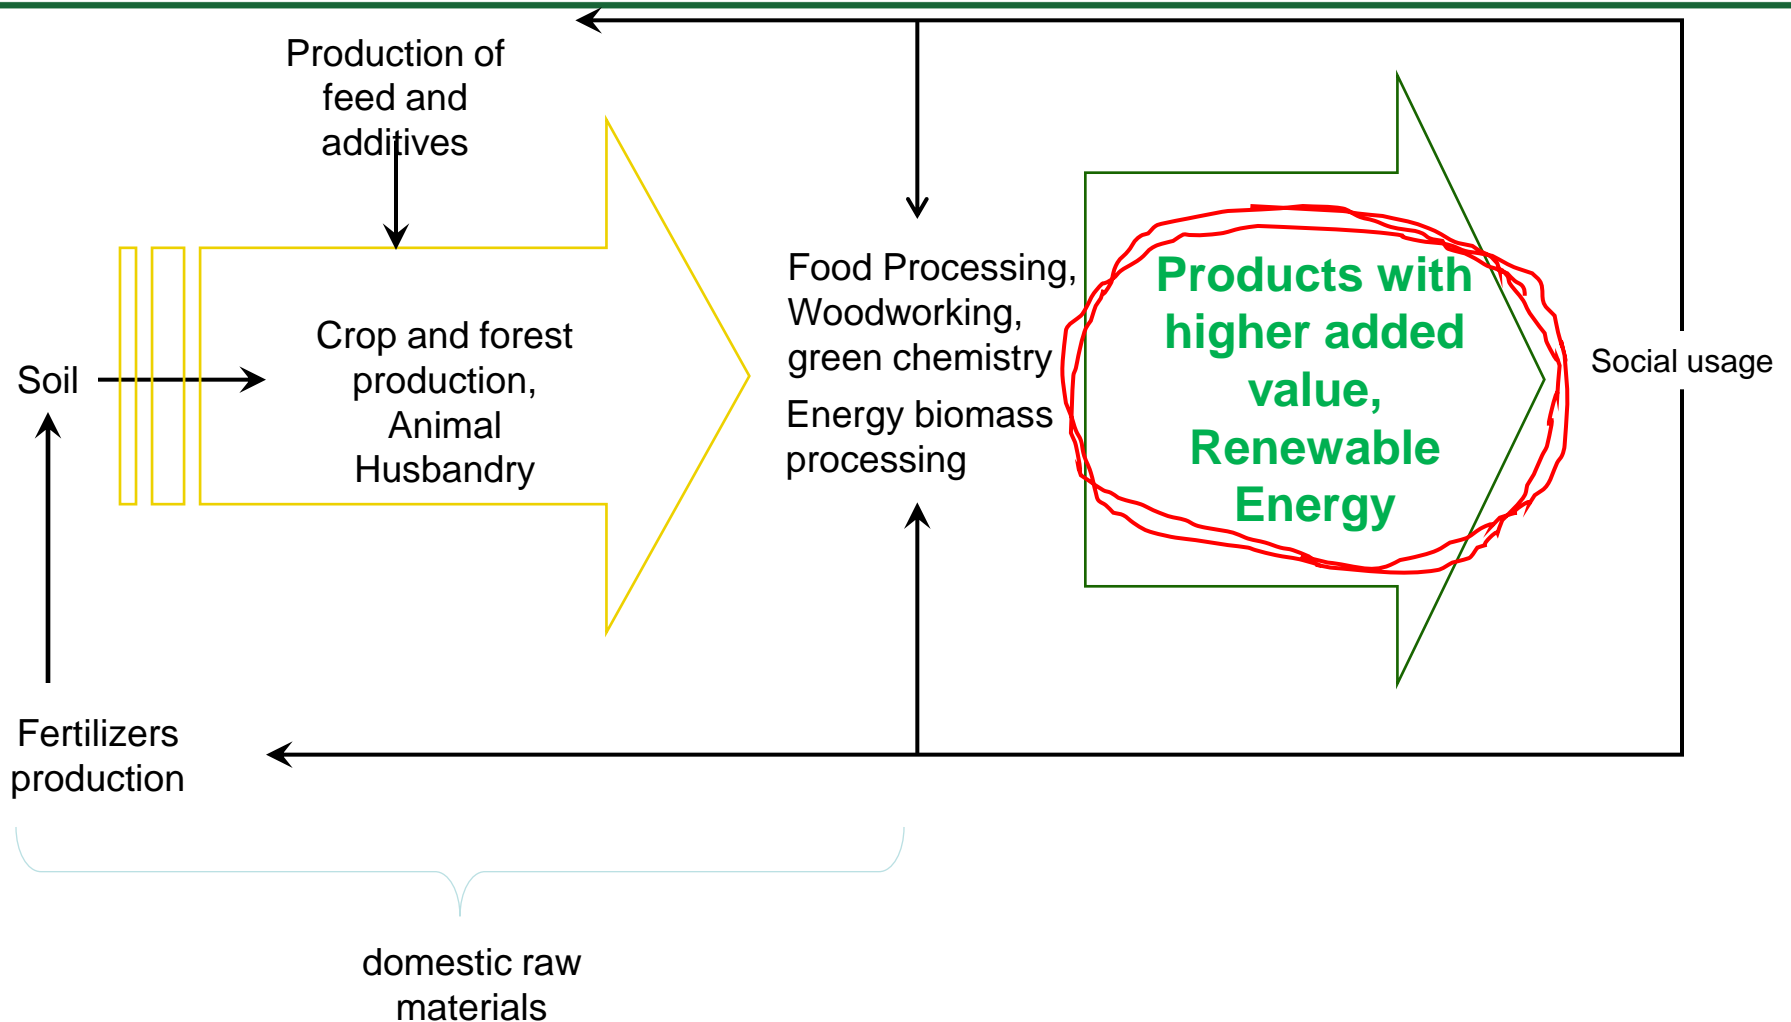 Production of
feed and
additives
Soil
Crop and forest
production,
Animal
Husbandry
Food Processing,
Woodworking,
green chemistry
Energy biomass
processing
Products with
higher added
value,
Renewable
Energy
Social usage
Fertilizers
production
domestic raw
materials